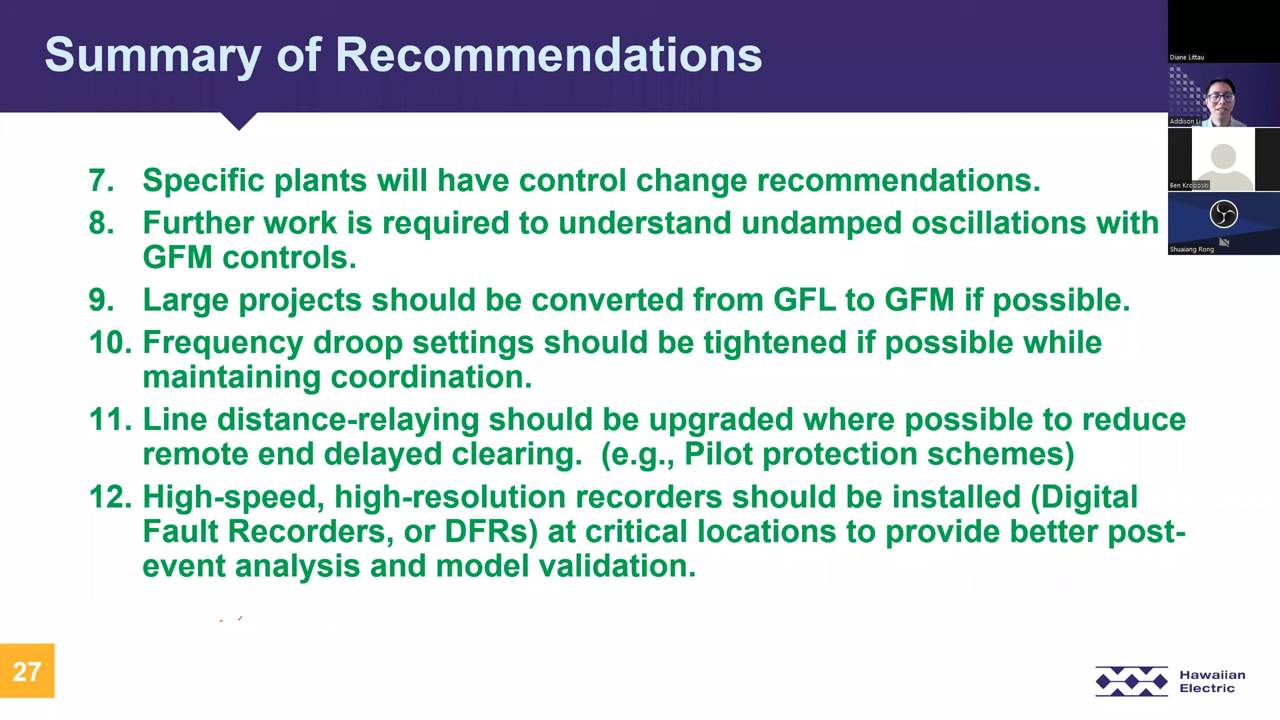 Summary of Recommendations
Diane Littau
Addison Li
Ben Kroposki
Shuaiang Rong
7. Specific plants will have control change recommendations.
8. Further work is required to understand undamped oscillations with
GFM controls.
9. Large projects should be converted from GFL to GFM if possible.
10. Frequency droop settings should be tightened if possible while
maintaining coordination.
11. Line distance-relaying should be upgraded where possible to reduce
remote end delayed clearing. (e.g., Pilot protection schemes)
12. High-speed, high-resolution recorders should be installed (Digital
Fault Recorders, or DFRs) at critical locations to provide better post-
event analysis and model validation.
27
Hawaiian
Electric